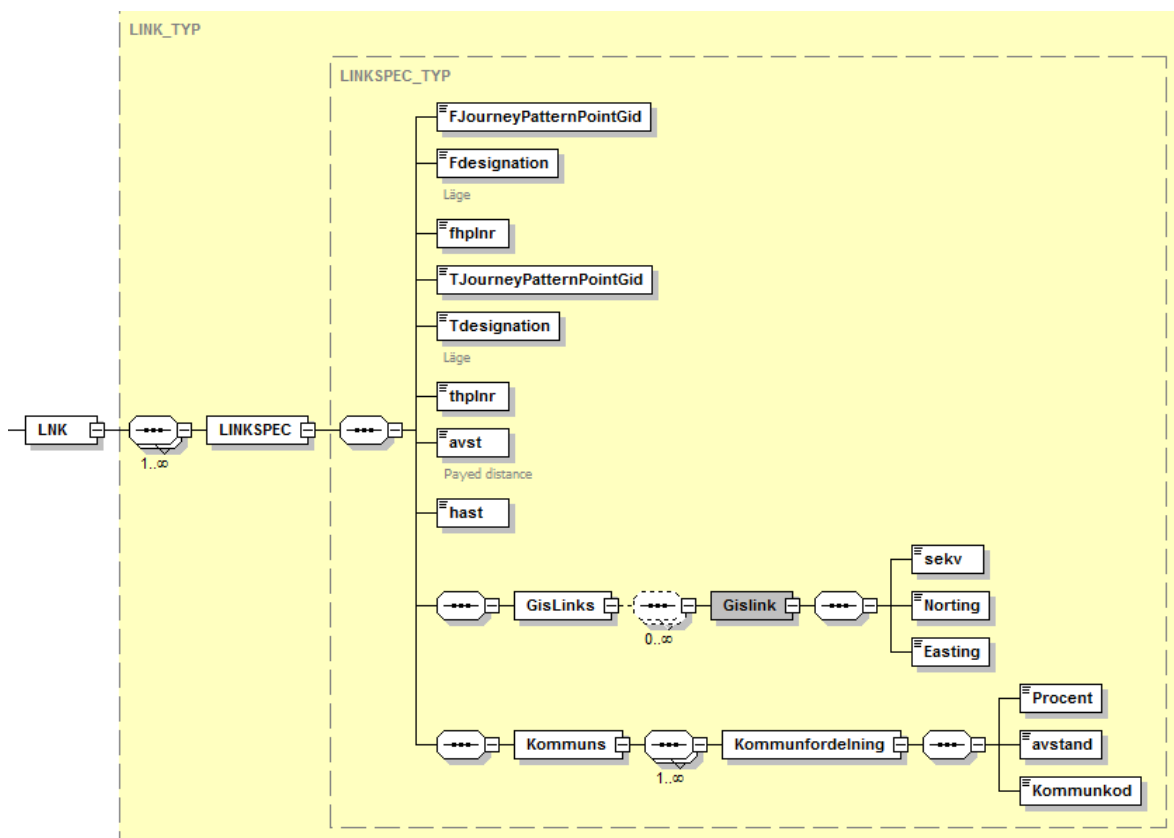 LINK_TYP
LINKSPEC_TYP
FJourneyPatternPointGid
Fdesignation
Läge
fhplnr
TJourneyPatternPointGid
Tdesignation
Läge
thplnr
LNK
1..∞
LINKSPEC
avst
Payed distance
hast
GisLinks
0..∞
Gislink
sekv
Norting
Easting
Kommuns
1..∞
Kommunfordelning
Procent
avstand
Kommunkod